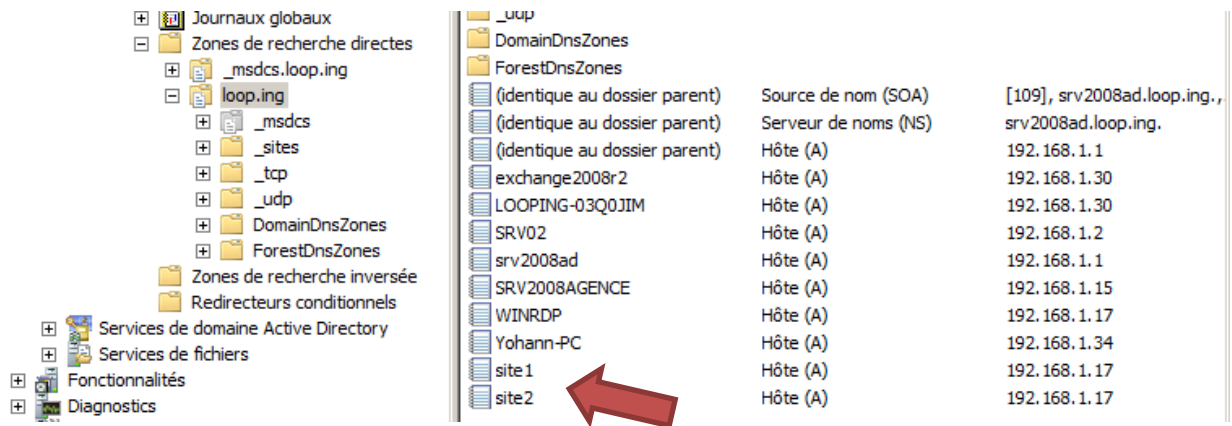 Journaux globaux
Zones de recherche directes
_msdcs.loop.ing
loop.ing
_msdcs
_sites
_tcp
_udp
DomainDnsZones
ForestDnsZones
Zones de recherche inversée
Redirecteurs conditionnels
Services de domaine Active Directory
Services de fichiers
Fonctionnalités
Diagnostics
_udp
DomainDnsZones
ForestDnsZones
(identique au dossier parent) Source de nom (SOA) [109], srv2008ad.loop.ing.,
(identique au dossier parent) Serveur de noms (NS) srv2008ad.loop.ing.
(identique au dossier parent) Hôte (A) 192.168.1.1
exchange2008r2 Hôte (A) 192.168.1.30
LOOPING-03Q0JIM Hôte (A) 192.168.1.30
SRV02 Hôte (A) 192.168.1.2
srv2008ad Hôte (A) 192.168.1.1
SRV2008AGENCE Hôte (A) 192.168.1.15
WINRDP Hôte (A) 192.168.1.17
Yohann-PC Hôte (A) 192.168.1.34
site1 Hôte (A) 192.168.1.17
site2 Hôte (A) 192.168.1.17